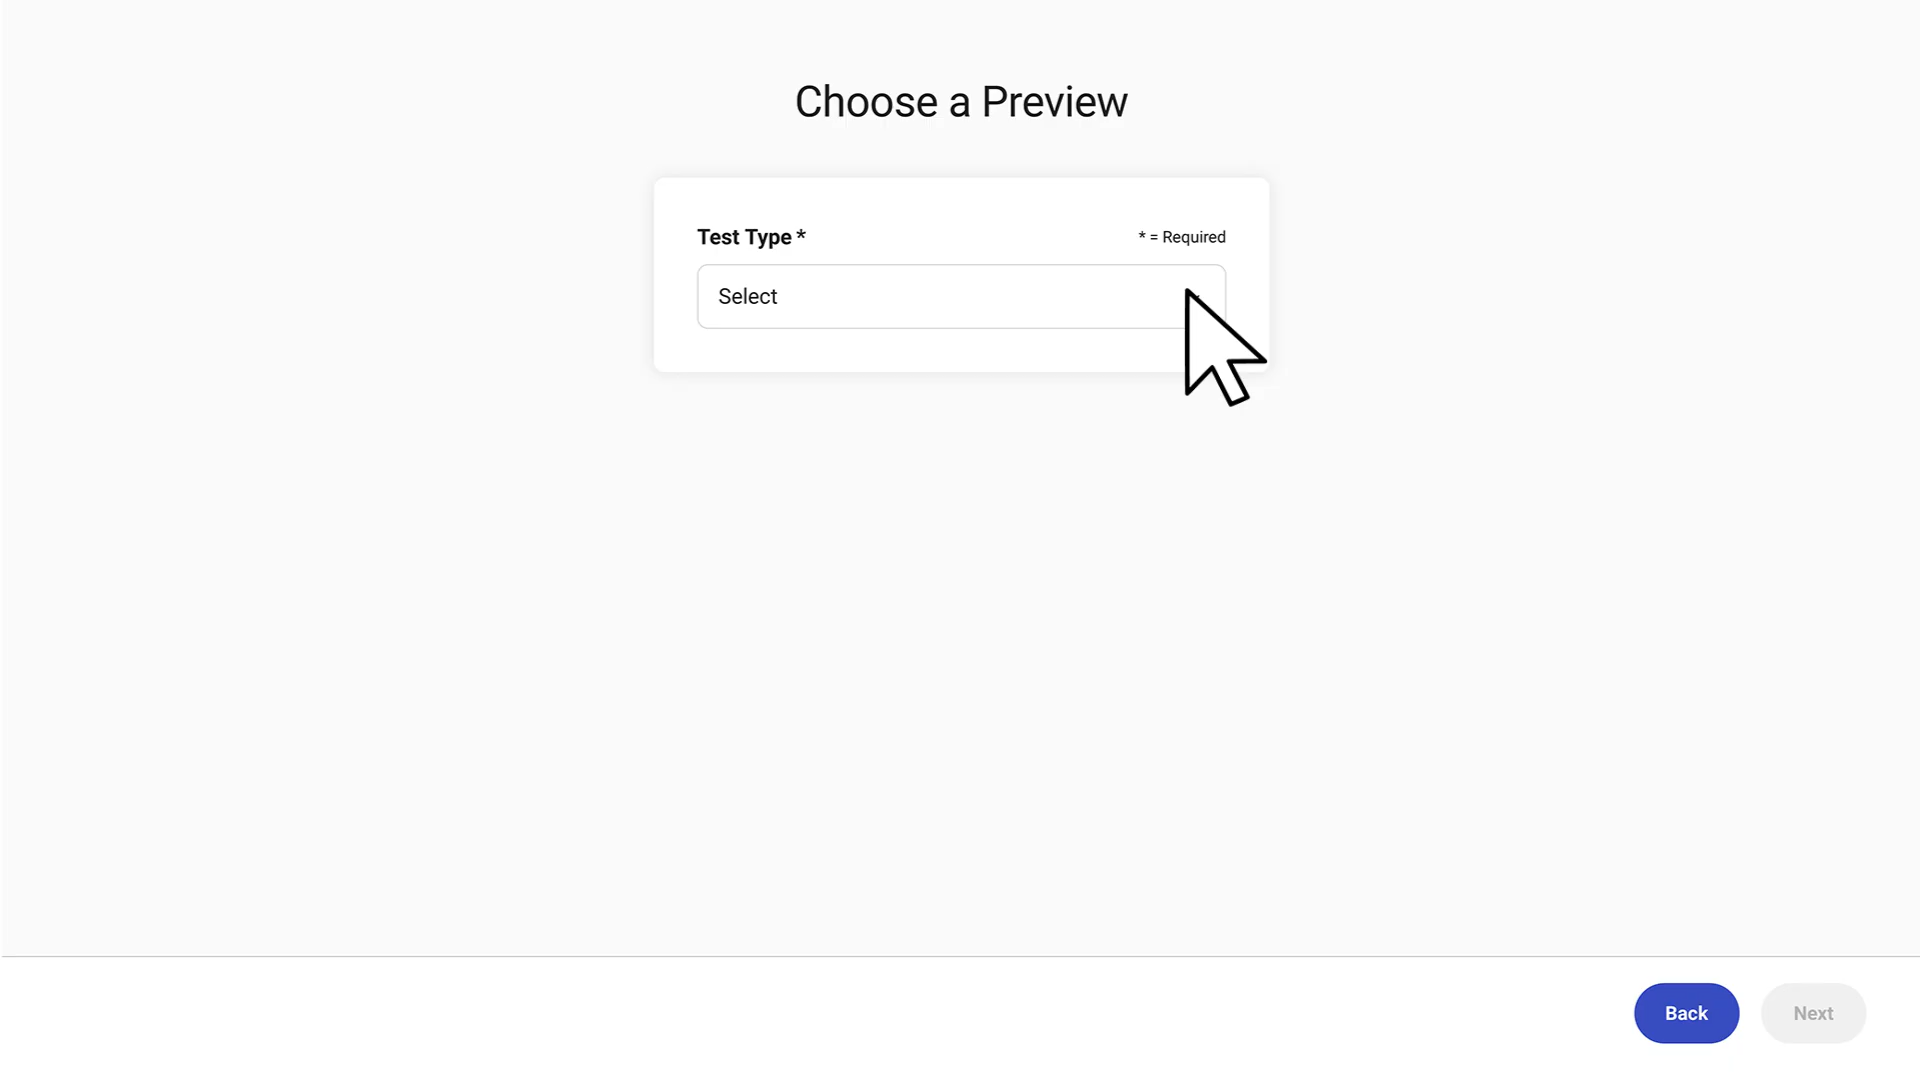 Choose a Preview
Test Type *
* = Required
Select
Back
Next